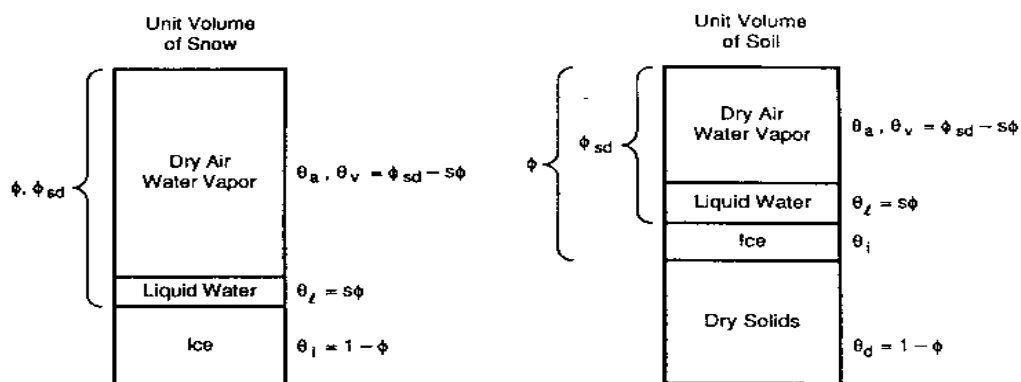 Unit Volume
of Snow
ϕ, ϕsd
Dry Air
Water Vapor
θa , θv = ϕsd − sϕ
Liquid Water
θℓ = sϕ
Ice
θi = 1 − ϕ
Unit Volume
of Soil
ϕ
ϕsd
Dry Air
Water Vapor
θa , θv = ϕsd − sϕ
Liquid Water
θℓ = sϕ
Ice
θi
Dry Solids
θd = 1 − ϕ